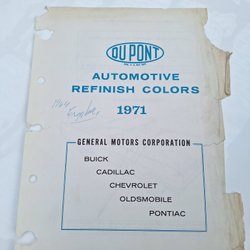 DU PONT
AUTOMOTIVE
REFINISH COLORS
1971
GENERAL MOTORS CORPORATION
BUICK
CADILLAC
CHEVROLET
OLDSMOBILE
PONTIAC